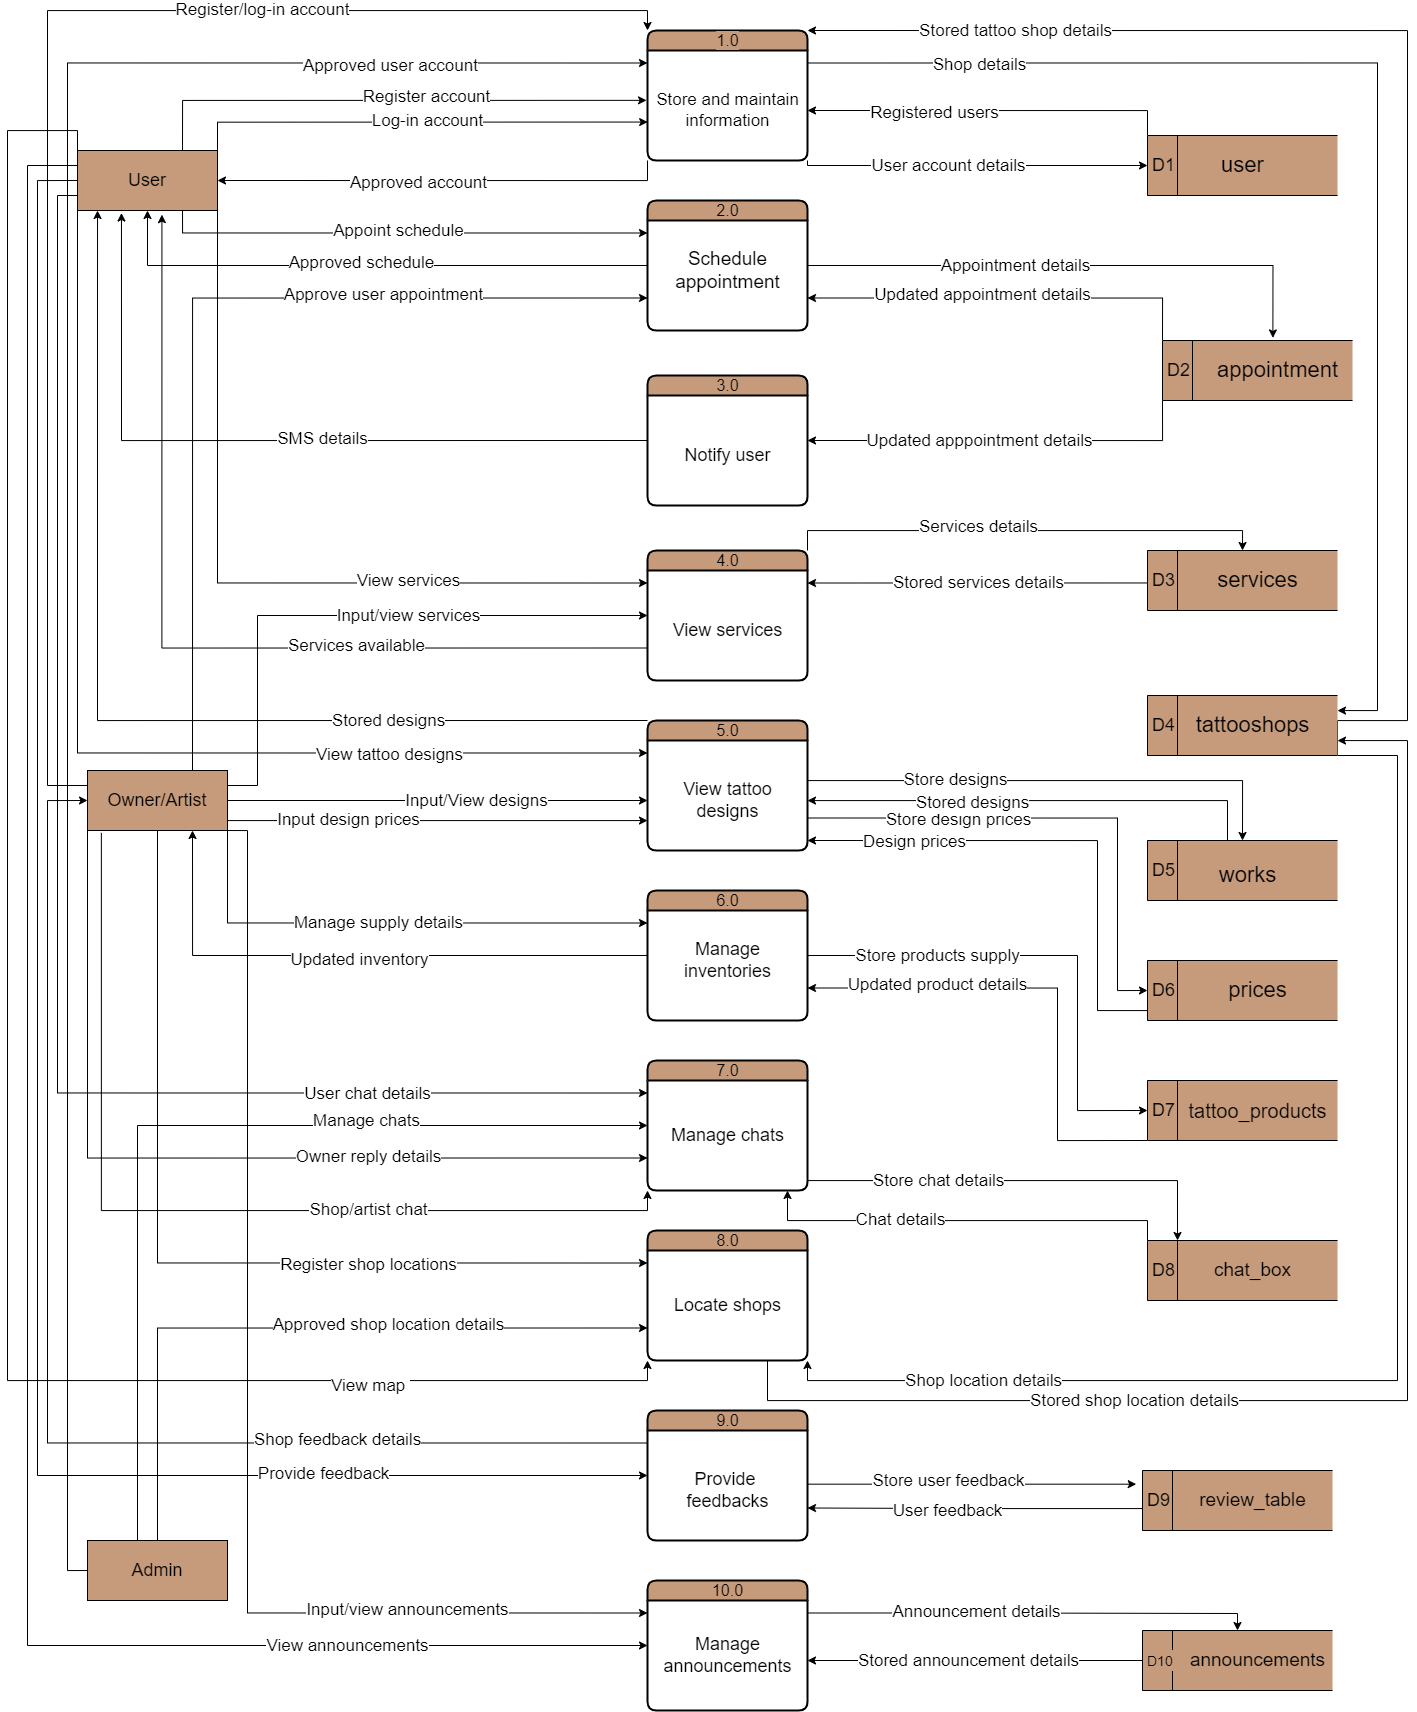 Register/log-in account
1.0
Stored tattoo shop details
Approved user account
Shop details
Register account
Store and maintain
information
Registered users
Log-in account
User account details
D1
user
User
Approved account
2.0
Appoint schedule
Schedule
appointment
Approved schedule
Appointment details
Approve user appointment
Updated appointment details
D2
appointment
3.0
SMS details
Notify user
Updated apppointment details
Services details
4.0
View services
Stored services details
D3
services
Input/view services
View services
Services available
Stored designs
5.0
D4
tattooshops
View tattoo designs
View tattoo
designs
Store designs
Owner/Artist
Input/View designs
Stored designs
Input design prices
Store design prices
Design prices
D5
works
6.0
Manage supply details
Manage
inventories
Updated inventory
Store products supply
Updated product details
D6
prices
7.0
User chat details
D7
tattoo_products
Manage chats
Manage chats
Owner reply details
Store chat details
Shop/artist chat
Chat details
8.0
Register shop locations
D8
chat_box
Locate shops
Approved shop location details
View map
Shop location details
Stored shop location details
9.0
Shop feedback details
Provide feedback
Provide
feedbacks
Store user feedback
User feedback
D9
review_table
Admin
10.0
Input/view announcements
Announcement details
View announcements
Manage
announcements
Stored announcement details
D10
announcements